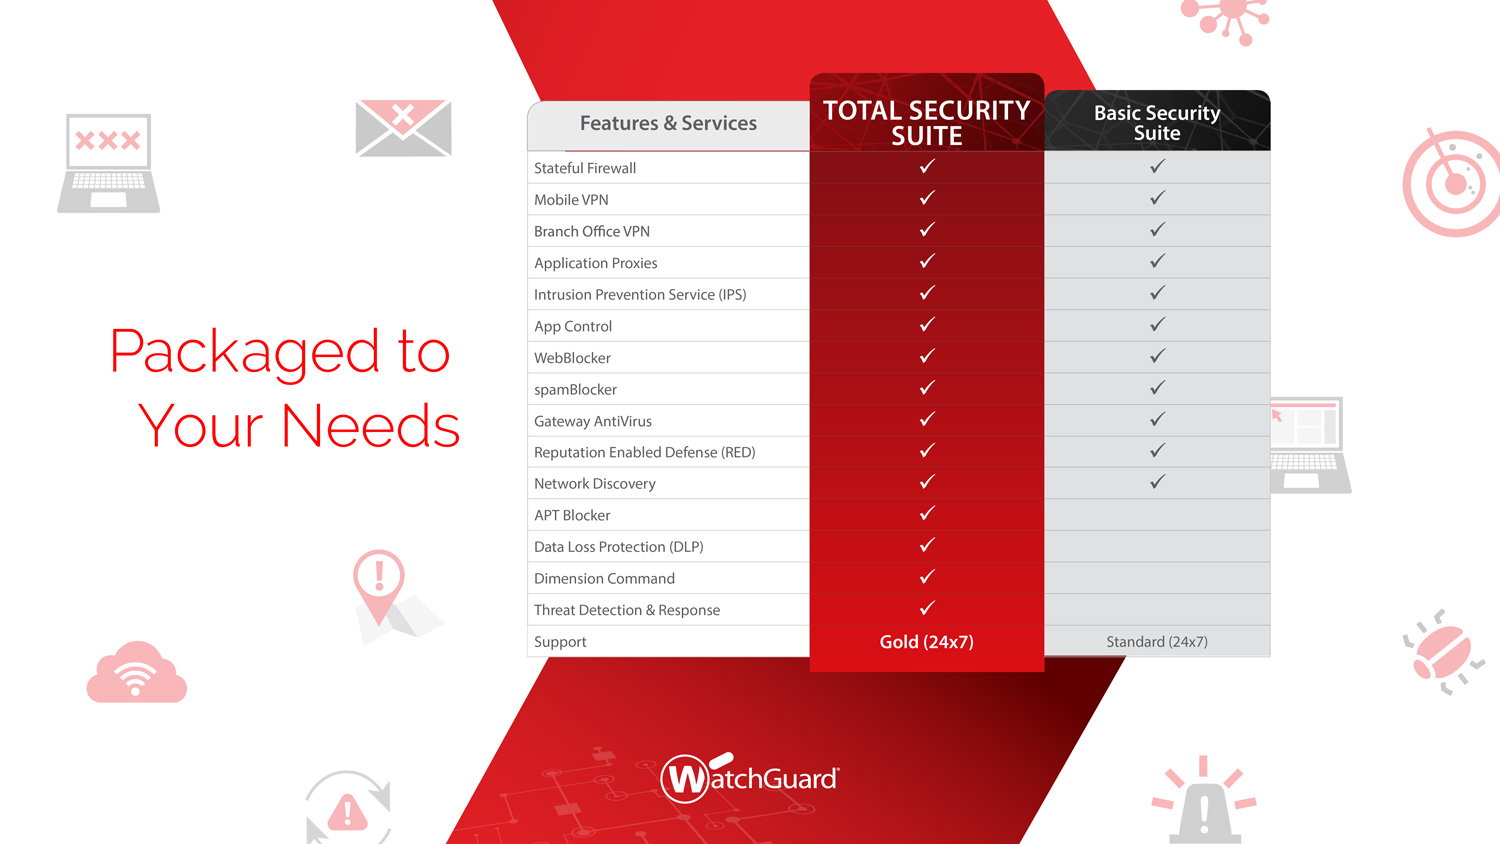 Packaged to
Your Needs
Features & Services
TOTAL SECURITY
SUITE
Basic Security
Suite
Stateful Firewall ✓ ✓
Mobile VPN ✓ ✓
Branch Office VPN ✓ ✓
Application Proxies ✓ ✓
Intrusion Prevention Service (IPS) ✓ ✓
App Control ✓ ✓
WebBlocker ✓ ✓
spamBlocker ✓ ✓
Gateway AntiVirus ✓ ✓
Reputation Enabled Defense (RED) ✓ ✓
Network Discovery ✓ ✓
APT Blocker ✓
Data Loss Protection (DLP) ✓
Dimension Command ✓
Threat Detection & Response ✓
Support Gold (24x7) Standard (24x7)
WatchGuard®